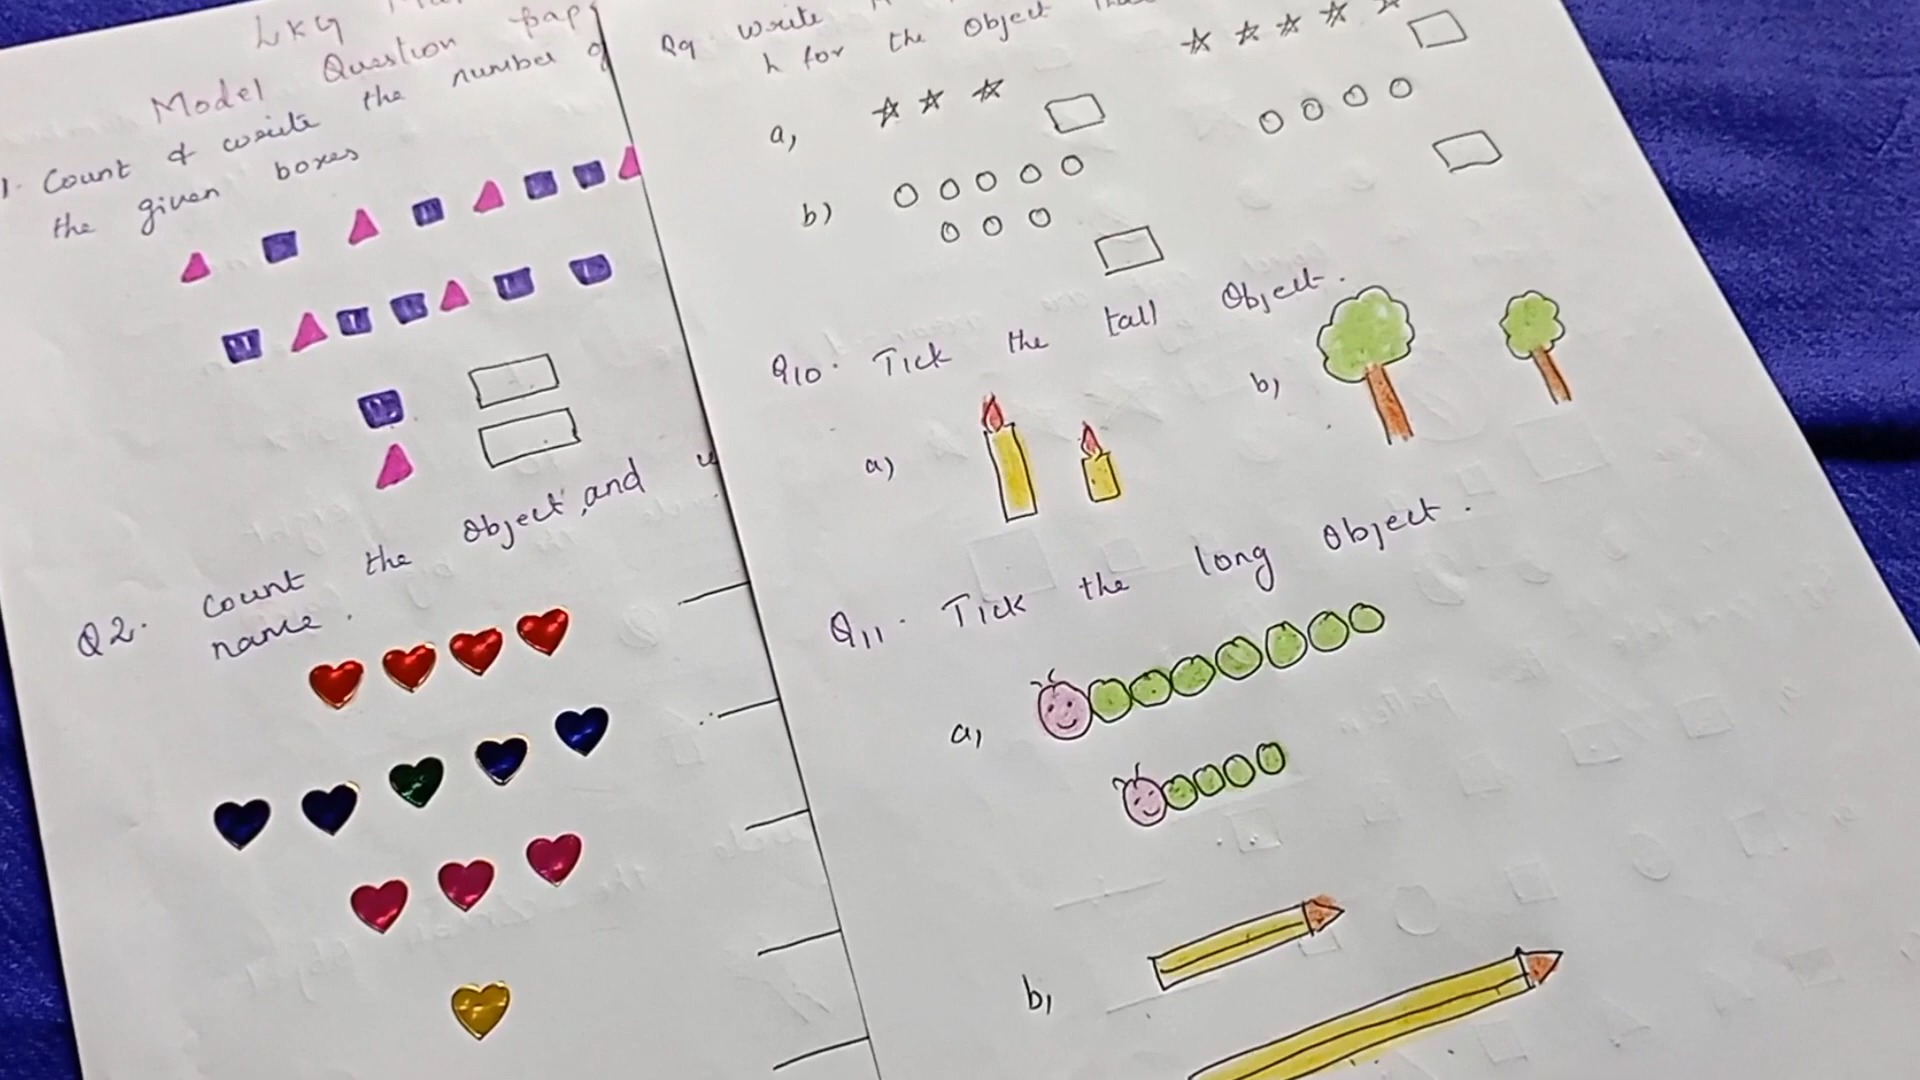 LKG
Model Question pap
1. Count & write the number of
the given boxes
Q2. Count the Object, and
name.
Q9 write
h for the Object
a,
b)
Q10. Tick the tall Object.
a)
b)
Q11. Tick the long Object.
a,
b,